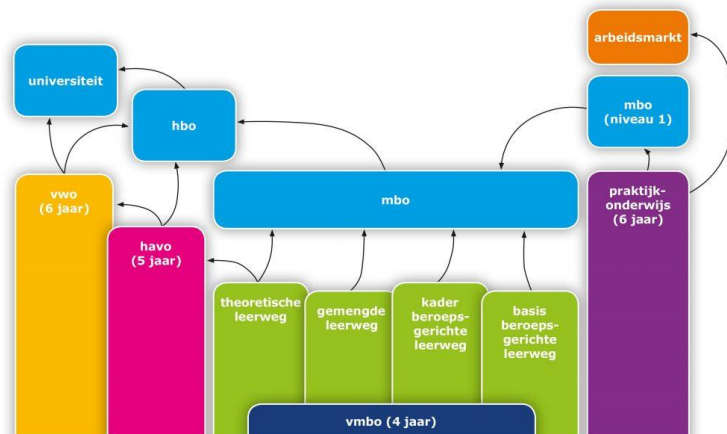 arbeidsmarkt
universiteit
hbo
mbo
(niveau 1)
mbo
vwo
(6 jaar)
havo
(5 jaar)
praktijk-
onderwijs
(6 jaar)
theoretische
leerweg
gemengde
leerweg
kader
beroeps-
gerichte
leerweg
basis
beroeps-
gerichte
leerweg
vmbo (4 jaar)